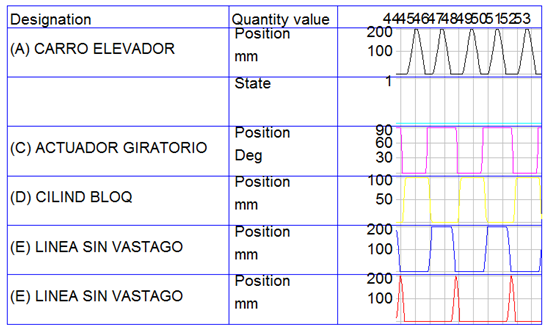 Designation Quantity value 44454647484950515253
(A) CARRO ELEVADOR Position mm 200 100
State 1
(C) ACTUADOR GIRATORIO Position Deg 90 60 30
(D) CILIND BLOQ Position mm 100 50
(E) LINEA SIN VASTAGO Position mm 200 100
(E) LINEA SIN VASTAGO Position mm 200 100